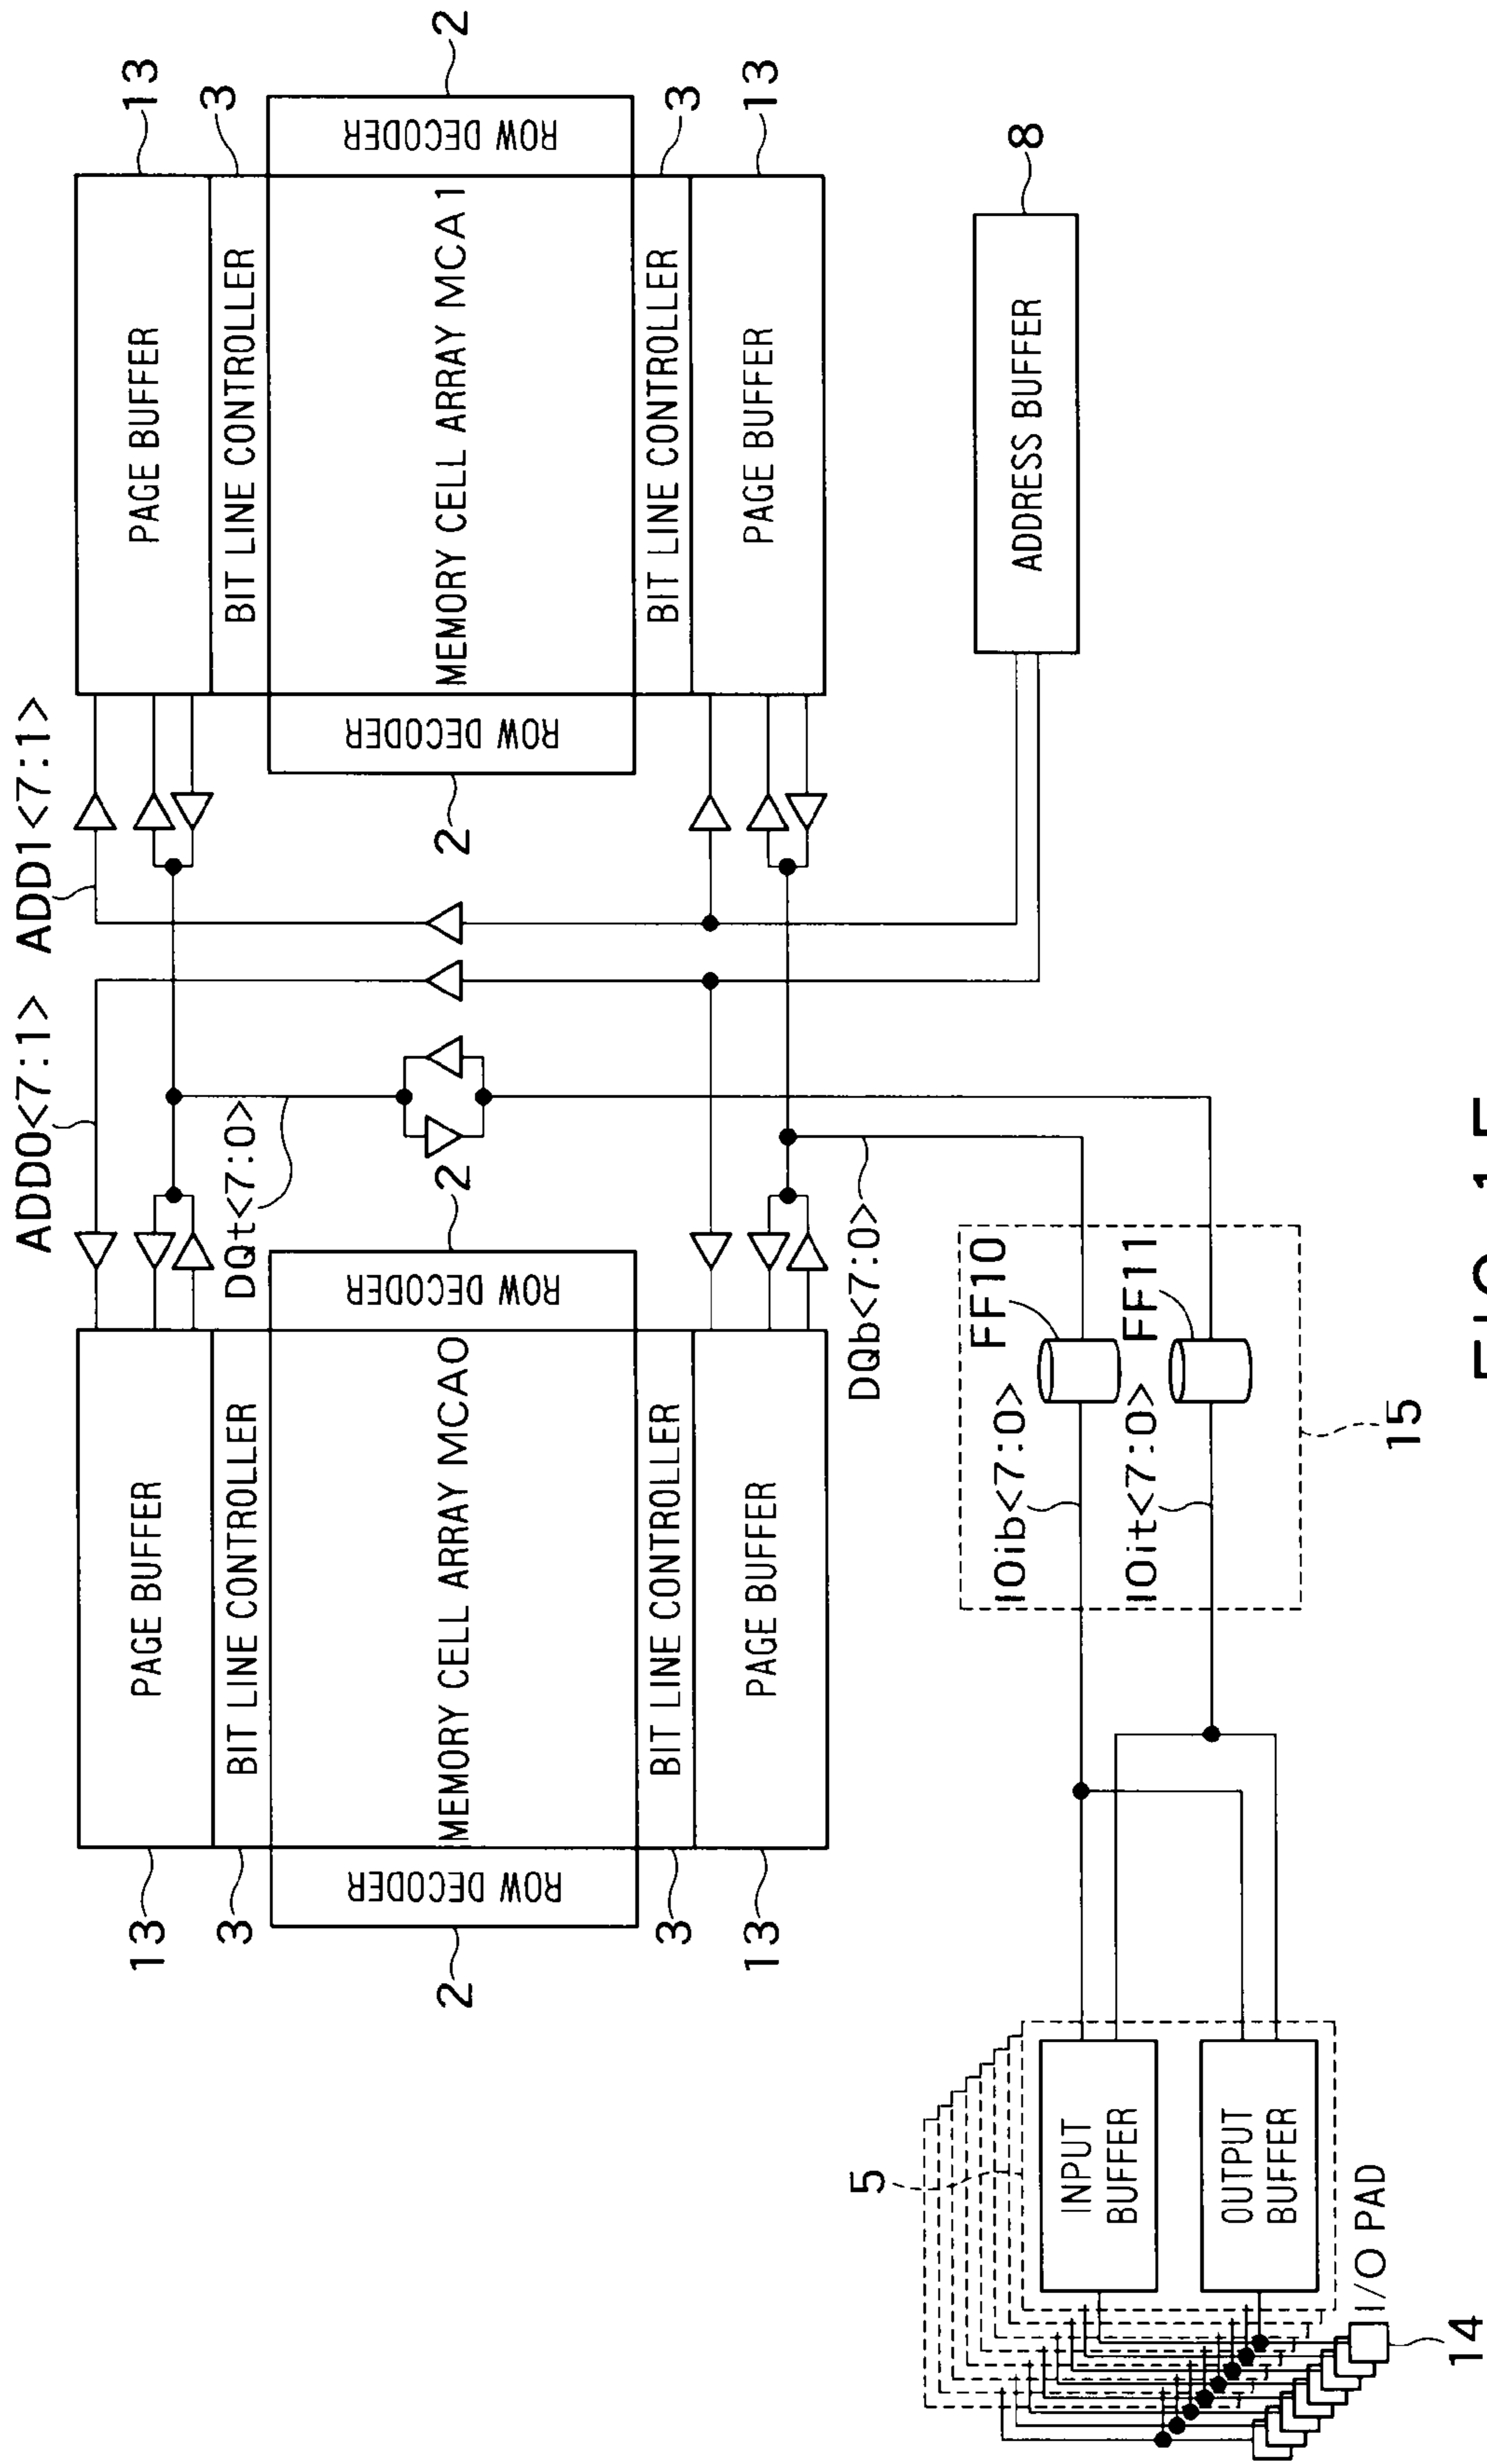 ADD0<7:1>
ADD1<7:1>
13
PAGE BUFFER
PAGE BUFFER
13
3
BIT LINE CONTROLLER
DQt<7:0>
BIT LINE CONTROLLER
3
2
ROW DECODER
MEMORY CELL ARRAY MCA0
ROW DECODER
2
2
ROW DECODER
MEMORY CELL ARRAY MCA1
ROW DECODER
2
3
BIT LINE CONTROLLER
BIT LINE CONTROLLER
3
13
PAGE BUFFER
PAGE BUFFER
13
DQb<7:0>
5
INPUT
BUFFER
OUTPUT
BUFFER
I/O PAD
14
IOib<7:0>
FF10
IOit<7:0>
FF11
15
ADDRESS BUFFER
8